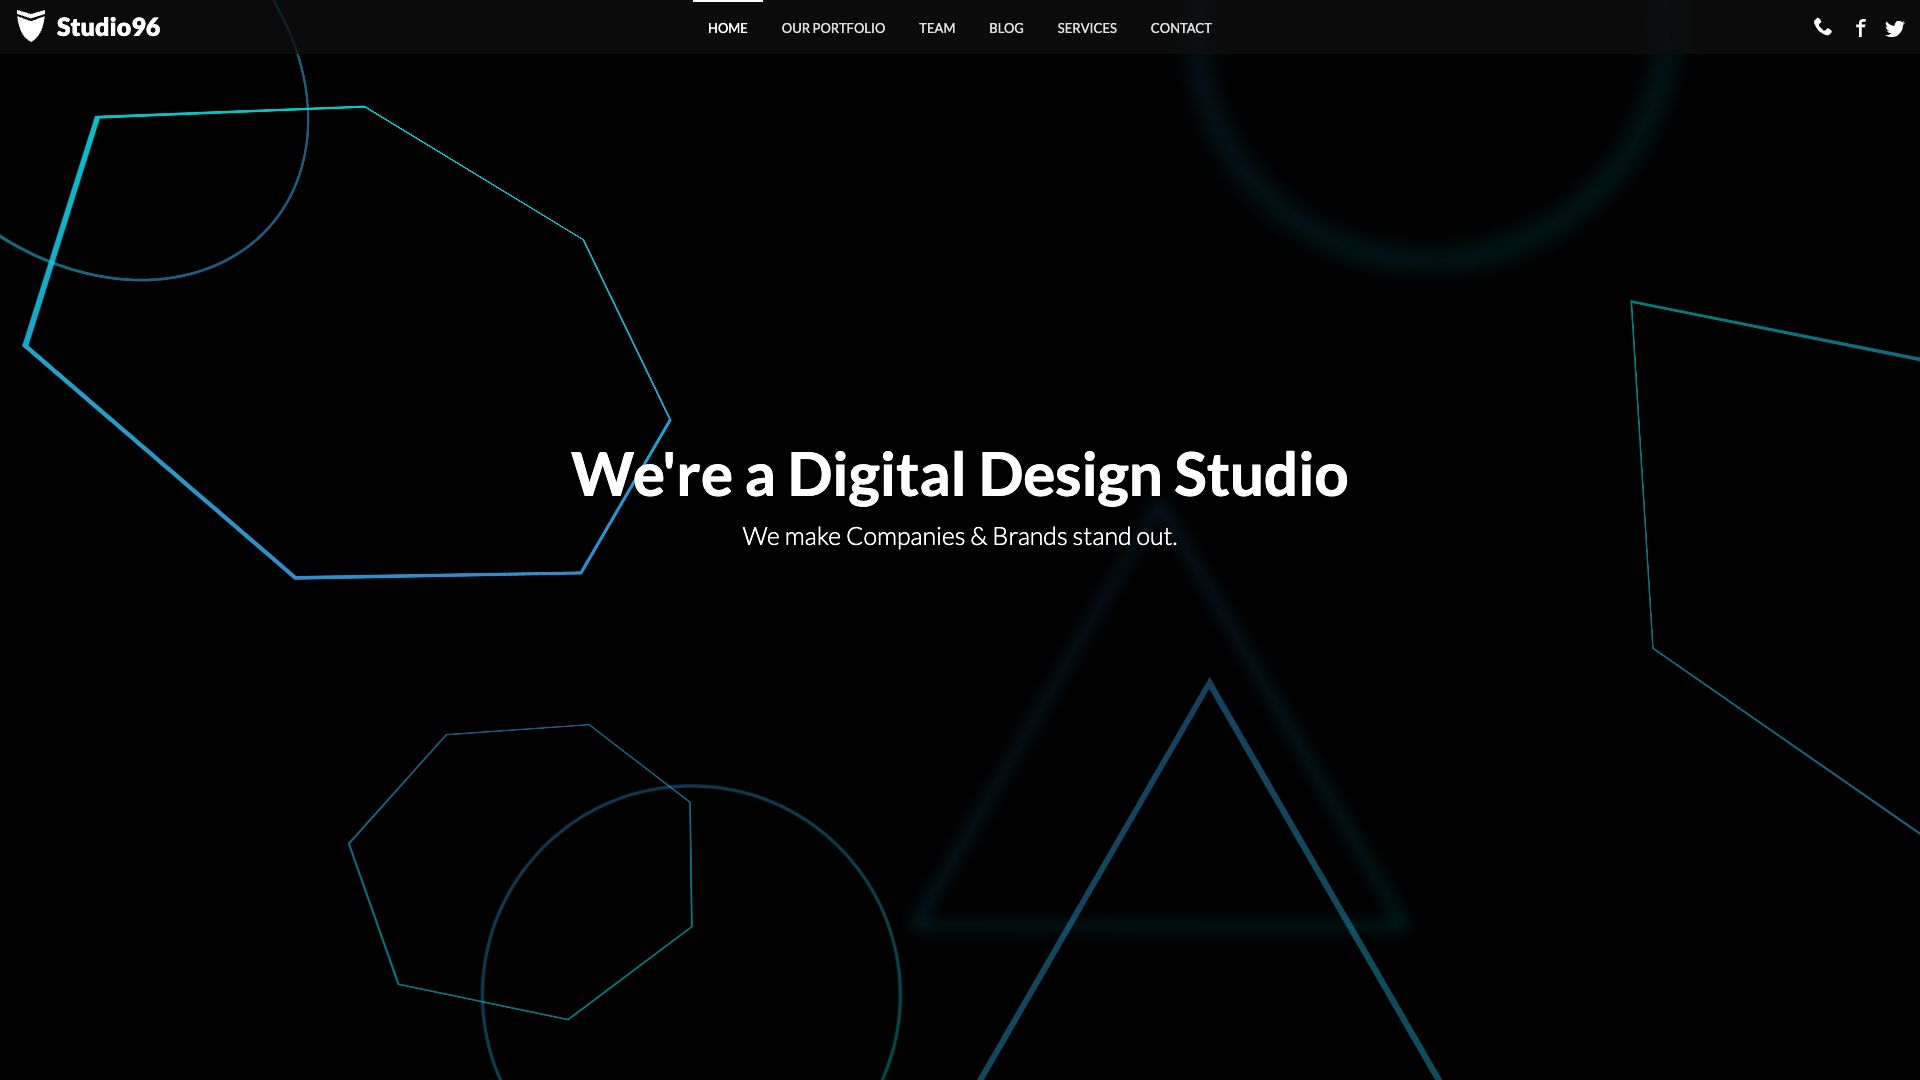 Studio96
HOME OUR PORTFOLIO TEAM BLOG SERVICES CONTACT
We're a Digital Design Studio
We make Companies & Brands stand out.